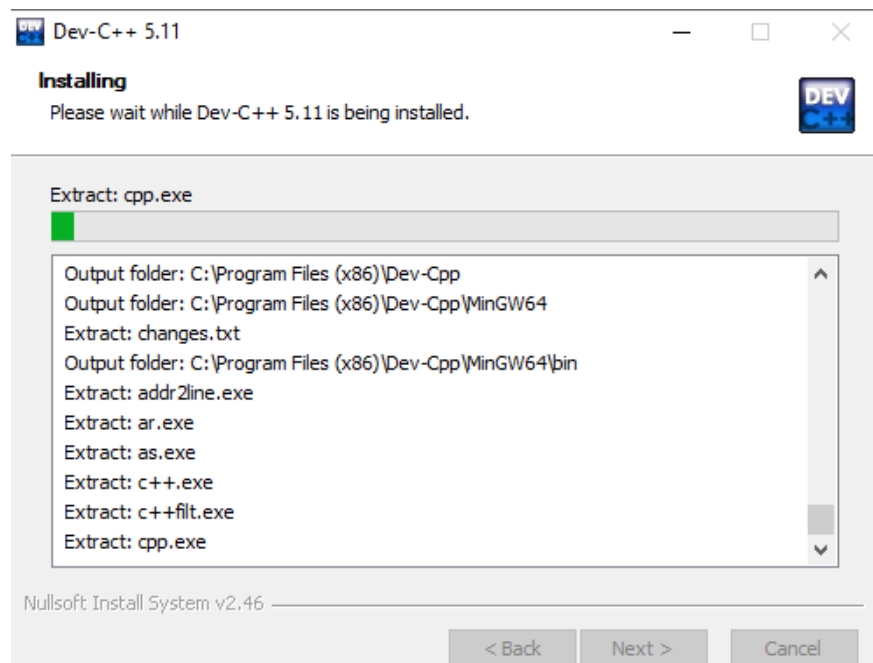 Dev-C++ 5.11
Installing
Please wait while Dev-C++ 5.11 is being installed.
DEV
C++
Extract: cpp.exe
Output folder: C:\Program Files (x86)\Dev-Cpp
Output folder: C:\Program Files (x86)\Dev-Cpp\MinGW64
Extract: changes.txt
Output folder: C:\Program Files (x86)\Dev-Cpp\MinGW64\bin
Extract: addr2line.exe
Extract: ar.exe
Extract: as.exe
Extract: c++.exe
Extract: c++filt.exe
Extract: cpp.exe
Nullsoft Install System v2.46
< Back Next > Cancel